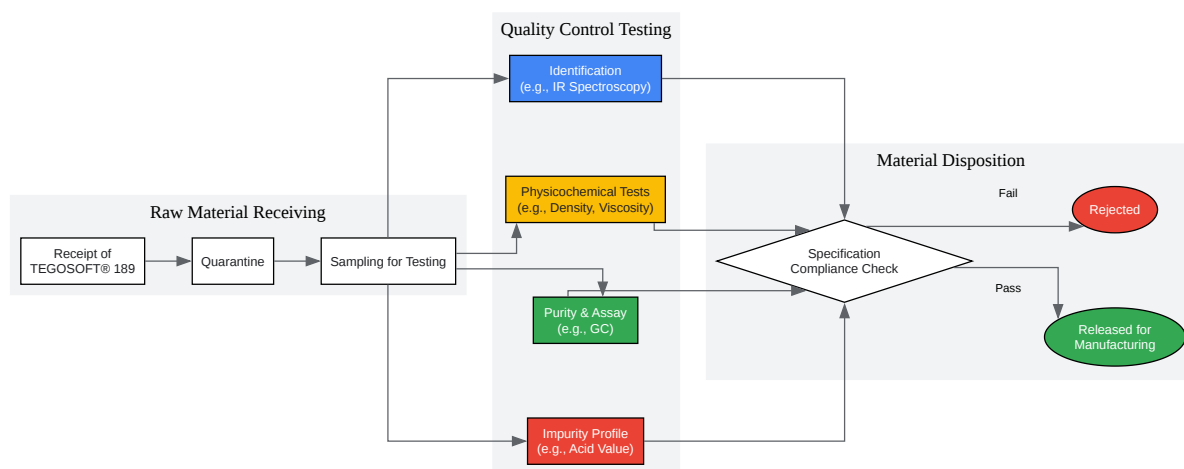 Quality Control Testing
Identification
(e.g., IR Spectroscopy)
Physicochemical Tests
(e.g., Density, Viscosity)
Purity & Assay
(e.g., GC)
Impurity Profile
(e.g., Acid Value)
Raw Material Receiving
Receipt of
TEGOSOFT® 189
Quarantine
Sampling for Testing
Material Disposition
Specification
Compliance Check
Fail
Rejected
Pass
Released for
Manufacturing